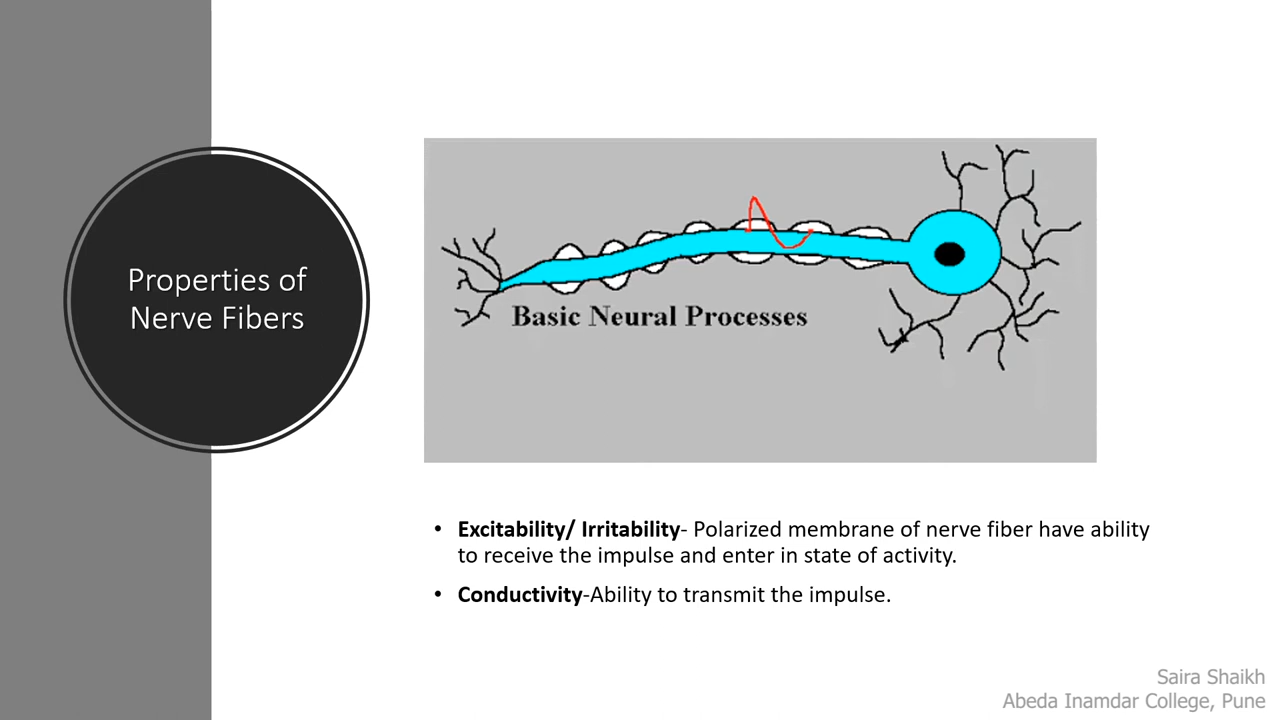 Properties of
Nerve Fibers
Basic Neural Processes
• Excitability/ Irritability- Polarized membrane of nerve fiber have ability
to receive the impulse and enter in state of activity.
• Conductivity-Ability to transmit the impulse.
Saira Shaikh
Abeda Inamdar College, Pune